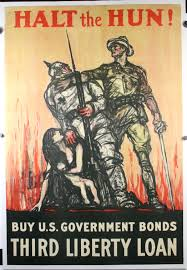 HALT the HUN!
BUY U.S. GOVERNMENT BONDS
THIRD LIBERTY LOAN